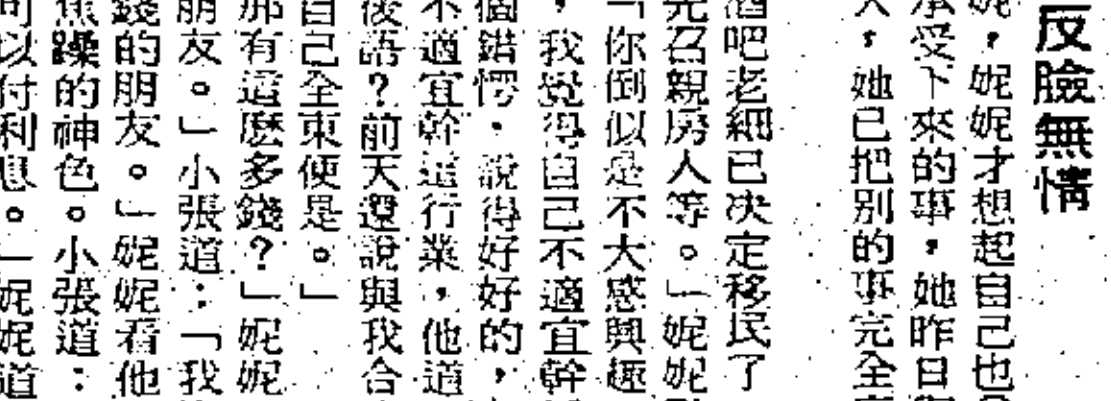 反臉無情
妮，妮妮才想起自己也
承受下來的事，她昨日
大，她已把別的事完全
酒吧老細已決定移民了
先召親房人等。」妮妮
「你倒似是不大感興趣
，我覺得自己不適宜幹
個錯愕，說得好好的，
不適宜幹這行業，他道
後語？前天還說與我合
自己全東便是。」
那有這麼多錢？」妮妮
朋友。」小張道：「我
錢的朋友。」妮妮看他
焦躁的神色。小張道：
可以付利息。」妮妮道